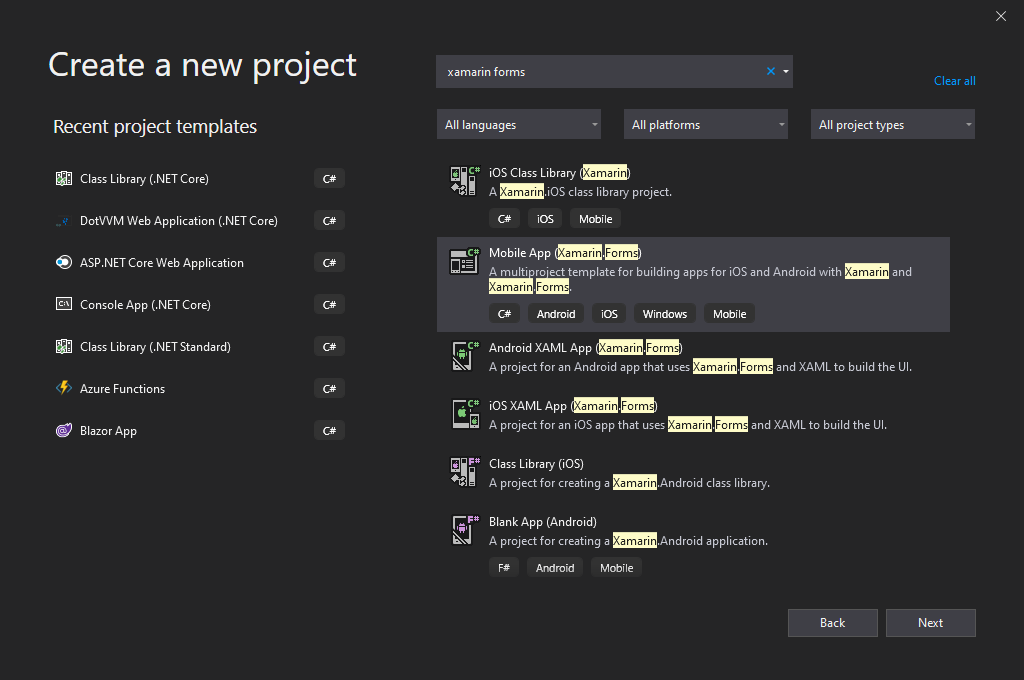 Create a new project
Recent project templates
Class Library (.NET Core) C#
DotVVM Web Application (.NET Core) C#
ASP.NET Core Web Application C#
Console App (.NET Core) C#
Class Library (.NET Standard) C#
Azure Functions C#
Blazor App C#
xamarin forms
Clear all
All languages
All platforms
All project types
iOS Class Library (Xamarin)
A Xamarin.iOS class library project.
C# iOS Mobile
Mobile App (Xamarin.Forms)
A multiproject template for building apps for iOS and Android with Xamarin and
Xamarin.Forms.
C# Android iOS Windows Mobile
Android XAML App (Xamarin.Forms)
A project for an Android app that uses Xamarin.Forms and XAML to build the UI.
iOS XAML App (Xamarin.Forms)
A project for an iOS app that uses Xamarin.Forms and XAML to build the UI.
Class Library (iOS)
A project for creating a Xamarin.Android class library.
Blank App (Android)
A project for creating a Xamarin.Android application.
F# Android Mobile
Back
Next